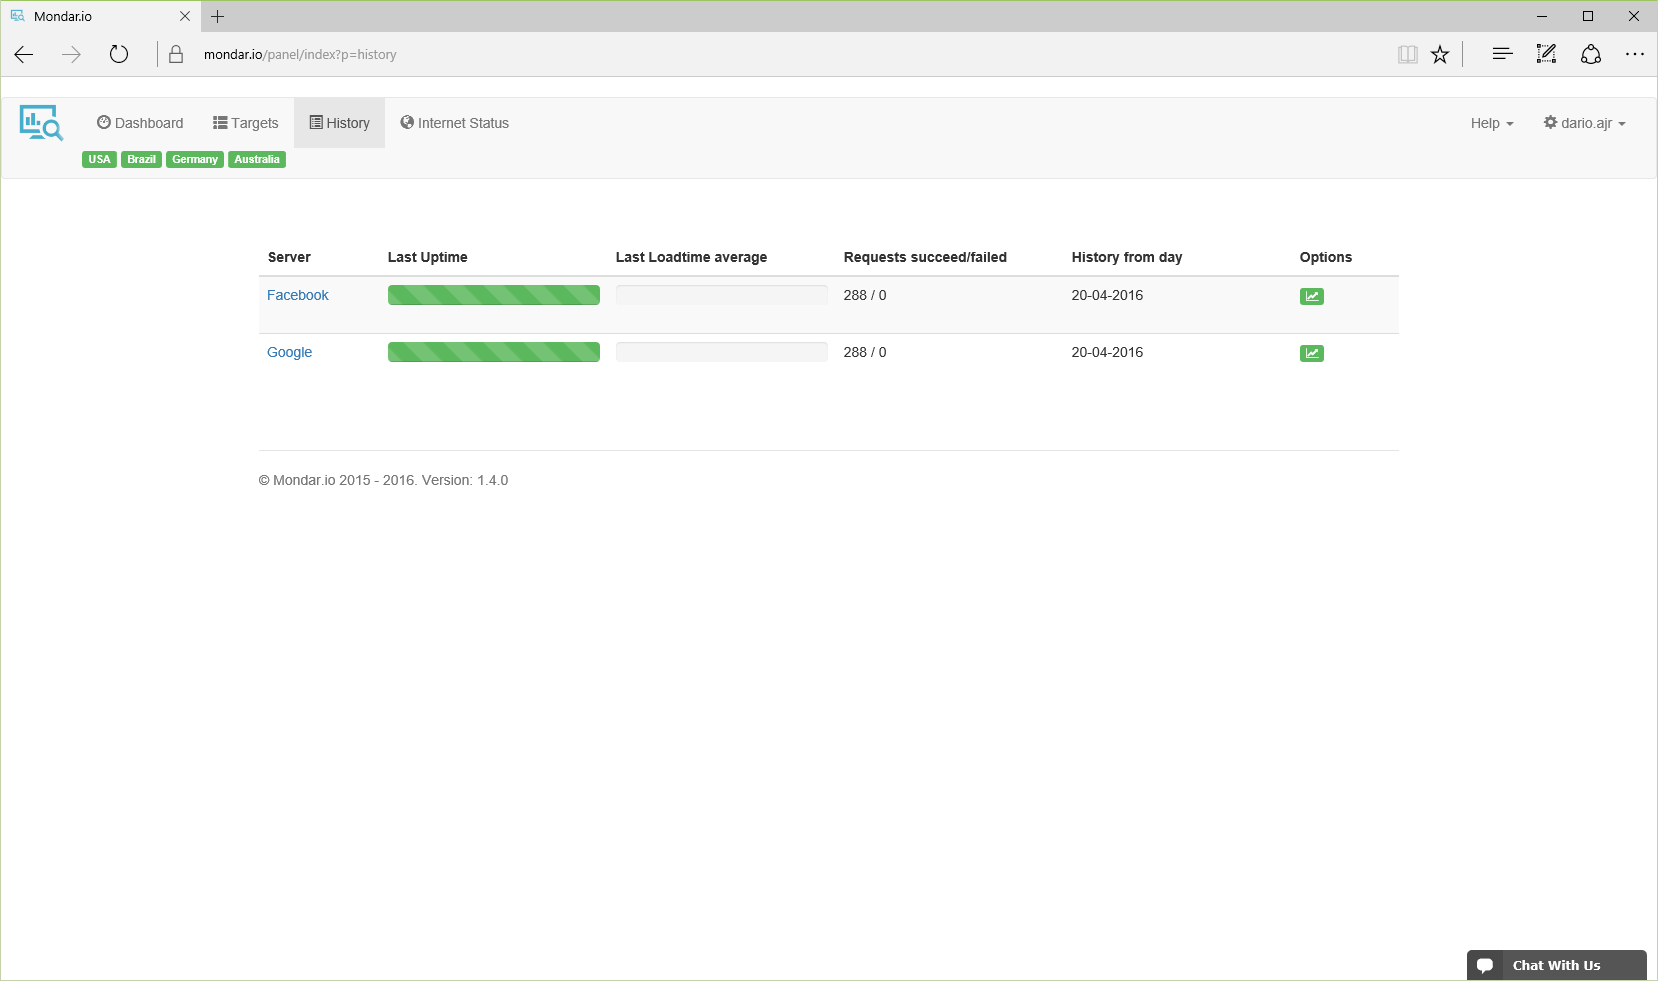 Mondar.io
mondar.io/panel/index?p=history
Dashboard Targets History Internet Status Help dario.ajr
USA Brazil Germany Australia
Server Last Uptime Last Loadtime average Requests succeed/failed History from day Options
Facebook 288 / 0 20-04-2016
Google 288 / 0 20-04-2016
© Mondar.io 2015 - 2016. Version: 1.4.0
Chat With Us